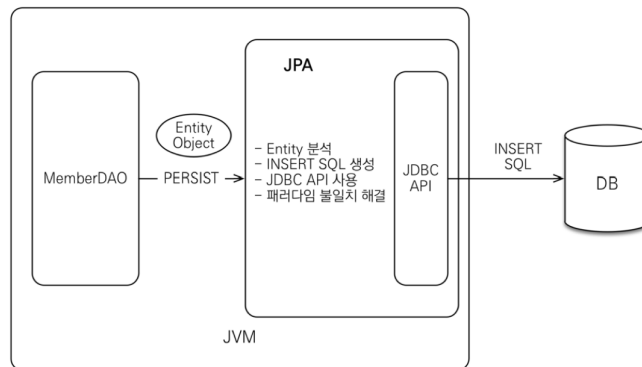 JPA
Entity
Object
MemberDAO
PERSIST
- Entity 분석
- INSERT SQL 생성
- JDBC API 사용
- 패러다임 불일치 해결
JDBC
API
INSERT
SQL
DB
JVM